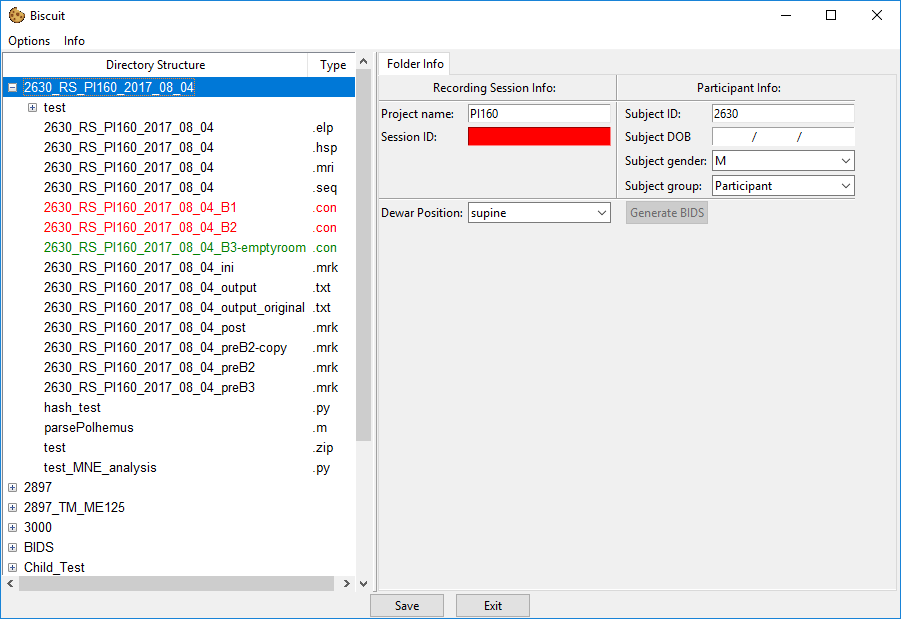 Biscuit
Options Info
Directory Structure Type
2630_RS_PI160_2017_08_04
test
2630_RS_PI160_2017_08_04 .elp
2630_RS_PI160_2017_08_04 .hsp
2630_RS_PI160_2017_08_04 .mri
2630_RS_PI160_2017_08_04 .seq
2630_RS_PI160_2017_08_04_B1 .con
2630_RS_PI160_2017_08_04_B2 .con
2630_RS_PI160_2017_08_04_B3-emptyroom .con
2630_RS_PI160_2017_08_04_ini .mrk
2630_RS_PI160_2017_08_04_output .txt
2630_RS_PI160_2017_08_04_output_original .txt
2630_RS_PI160_2017_08_04_post .mrk
2630_RS_PI160_2017_08_04_preB2-copy .mrk
2630_RS_PI160_2017_08_04_preB2 .mrk
2630_RS_PI160_2017_08_04_preB3 .mrk
hash_test .py
parsePolhemus .m
test .zip
test_MNE_analysis .py
2897
2897_TM_ME125
3000
BIDS
Child_Test
Folder Info
Recording Session Info:
Project name: PI160
Session ID:
Participant Info:
Subject ID: 2630
Subject DOB / /
Subject gender: M
Subject group: Participant
Dewar Position: supine
Generate BIDS
Save Exit